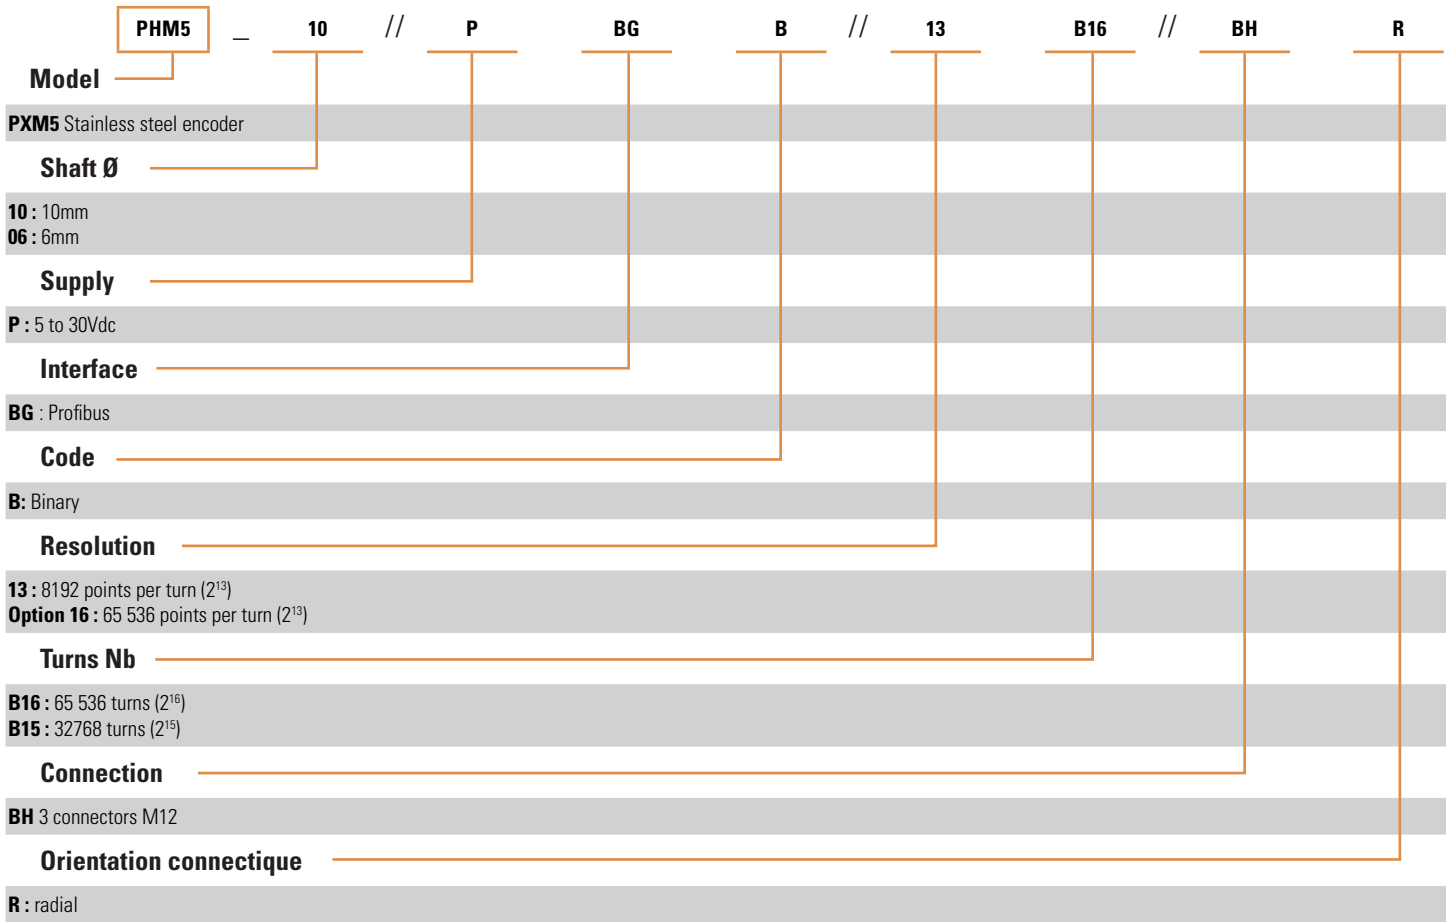 PHM5 _ 10 // P BG B // 13 B16 // BH R
Model
PXM5 Stainless steel encoder
Shaft Ø
10 : 10mm
06 : 6mm
Supply
P : 5 to 30Vdc
Interface
BG : Profibus
Code
B: Binary
Resolution
13 : 8192 points per turn (2¹³)
Option 16 : 65 536 points per turn (2¹³)
Turns Nb
B16 : 65 536 turns (2¹⁶)
B15 : 32768 turns (2¹⁵)
Connection
BH 3 connectors M12
Orientation connectique
R : radial